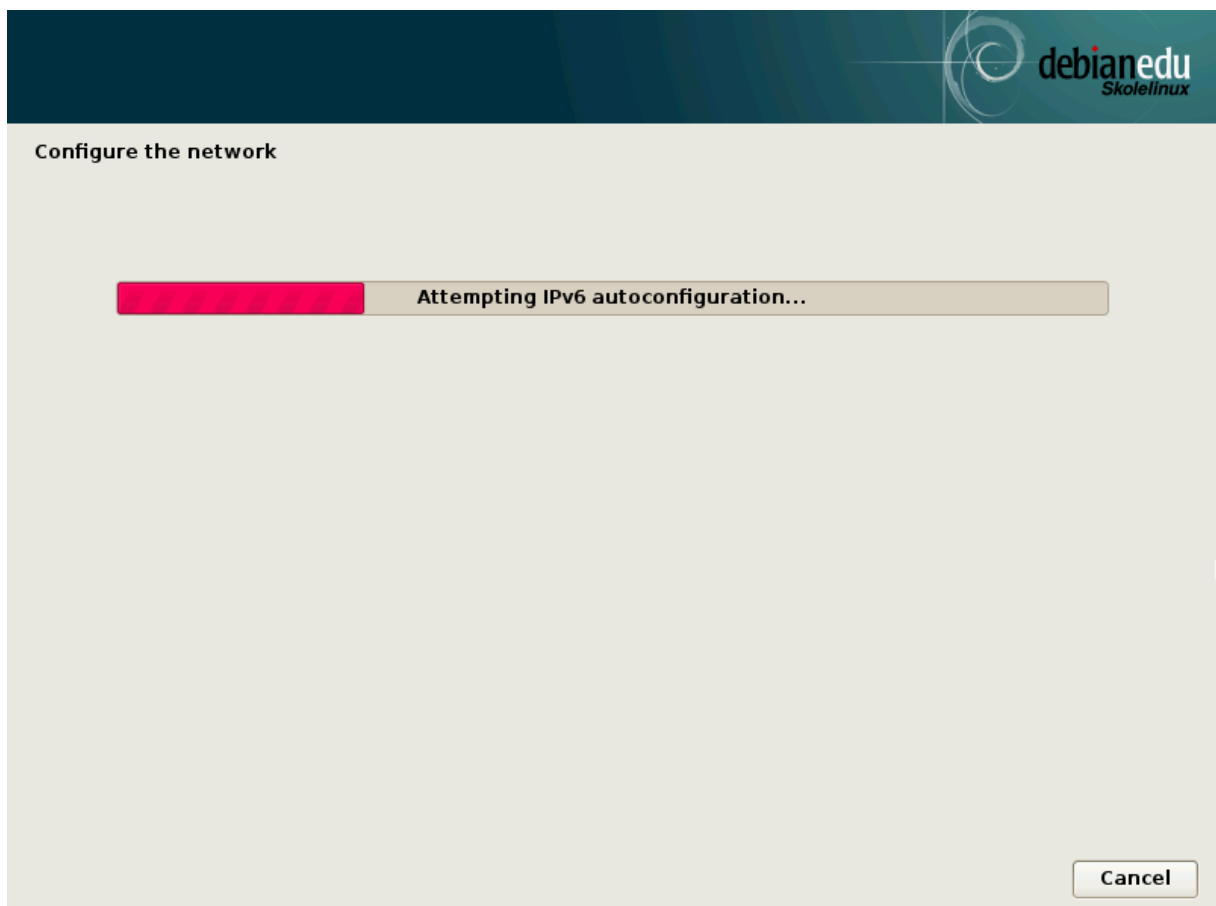 debianedu
Skolelinux
Configure the network
Attempting IPv6 autoconfiguration...
Cancel